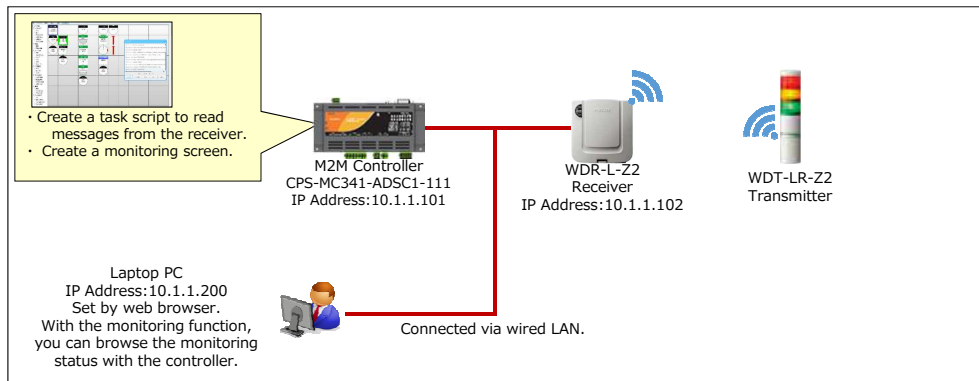 ・Create a task script to read
messages from the receiver.
・ Create a monitoring screen.
M2M Controller
CPS-MC341-ADSC1-111
IP Address:10.1.1.101
WDR-L-Z2
Receiver
IP Address:10.1.1.102
WDT-LR-Z2
Transmitter
Laptop PC
IP Address:10.1.1.200
Set by web browser.
With the monitoring function,
you can browse the monitoring
status with the controller.
Connected via wired LAN.